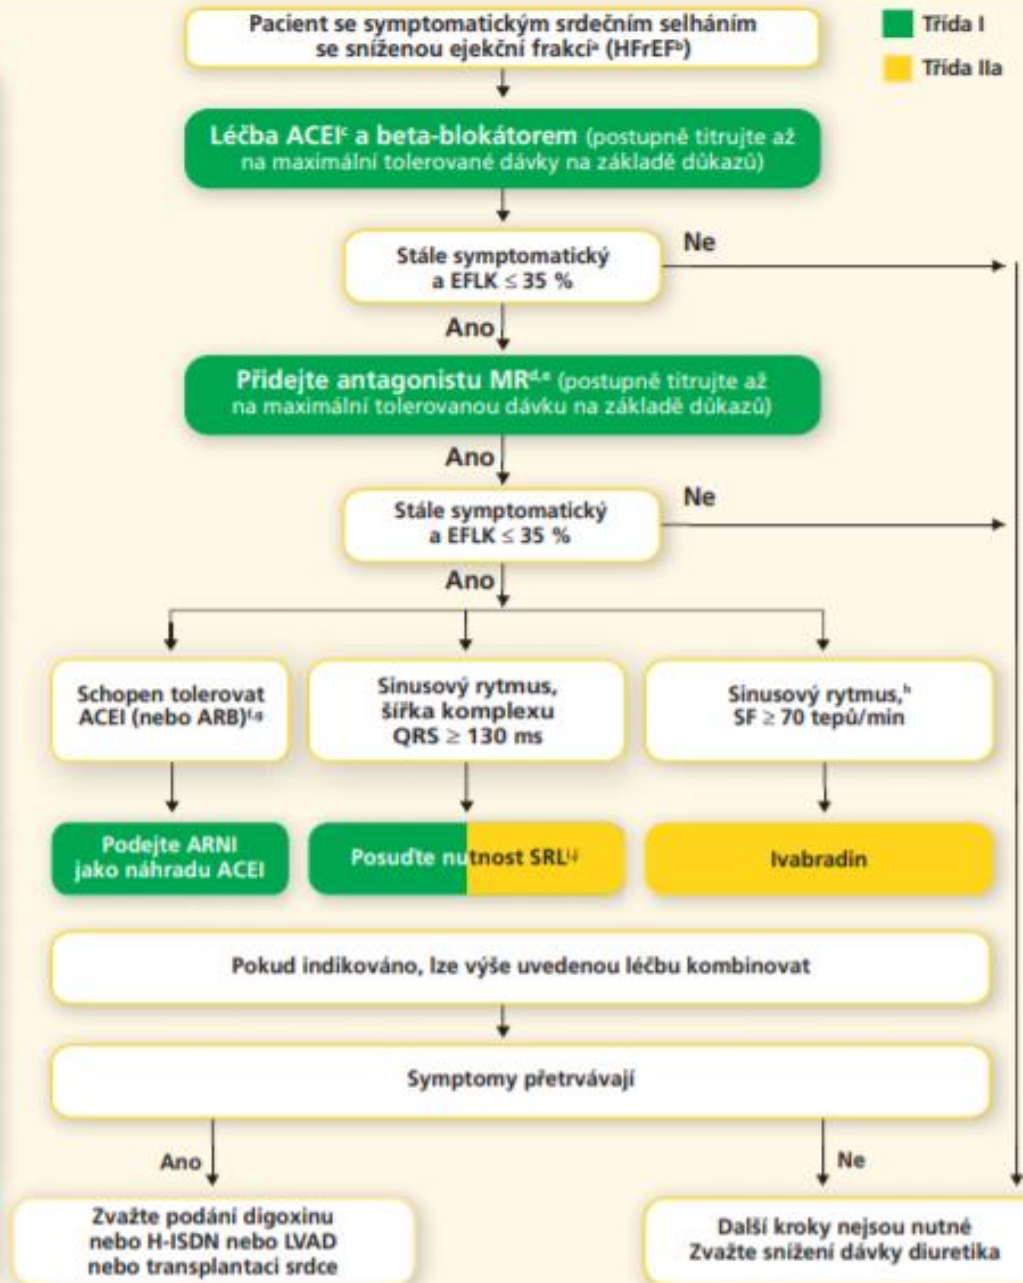 Pacient se symptomatickým srdečním selháním
se sníženou ejekční frakcíᵃ (HFrEFᵇ)
Třída I
Třída IIa
Léčba ACEIᶜ a beta-blokátorem (postupně titrujte až
na maximální tolerované dávky na základě důkazů)
Stále symptomatický
a EFLK ≤ 35 %
Ne
Ano
Přidejte antagonistu MRᵈ,ᵉ (postupně titrujte až
na maximální tolerovanou dávku na základě důkazů)
Ano
Stále symptomatický
a EFLK ≤ 35 %
Ne
Ano
Schopen tolerovat
ACEI (nebo ARB)ᶠ,ᵍ
Sinusový rytmus,
šířka komplexu
QRS ≥ 130 ms
Sinusový rytmus,ʰ
SF ≥ 70 tepů/min
Podejte ARNI
jako náhradu ACEI
Posuďte nutnost SRLⁱ,ʲ
Ivabradin
Pokud indikováno, lze výše uvedenou léčbu kombinovat
Symptomy přetrvávají
Ano
Ne
Zvažte podání digoxinu
nebo H-ISDN nebo LVAD
nebo transplantaci srdce
Další kroky nejsou nutné
Zvažte snížení dávky diuretika